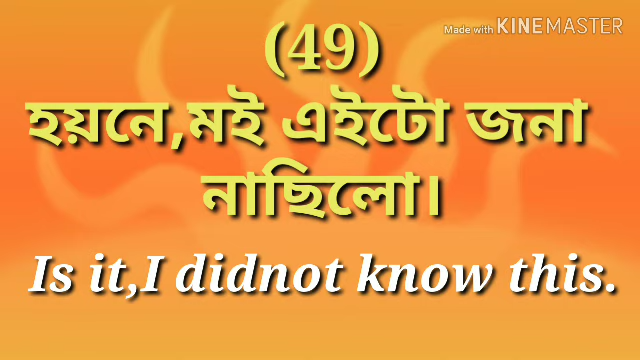 Made with KINEMASTER
(49)
হয়নে,মই এইটো জনা
নাছিলো।
Is it,I didnot know this.